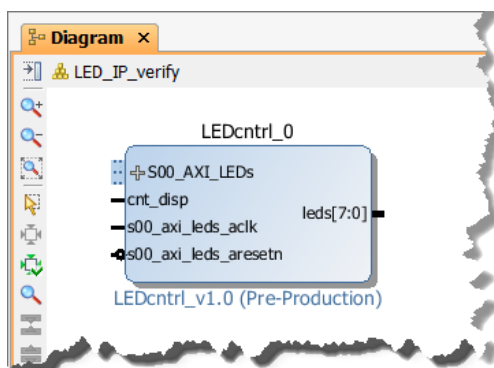 Diagram ×
LED_IP_verify
LEDcntrl_0
S00_AXI_LEDs
cnt_disp
leds[7:0]
s00_axi_leds_aclk
s00_axi_leds_aresetn
LEDcntrl_v1.0 (Pre-Production)